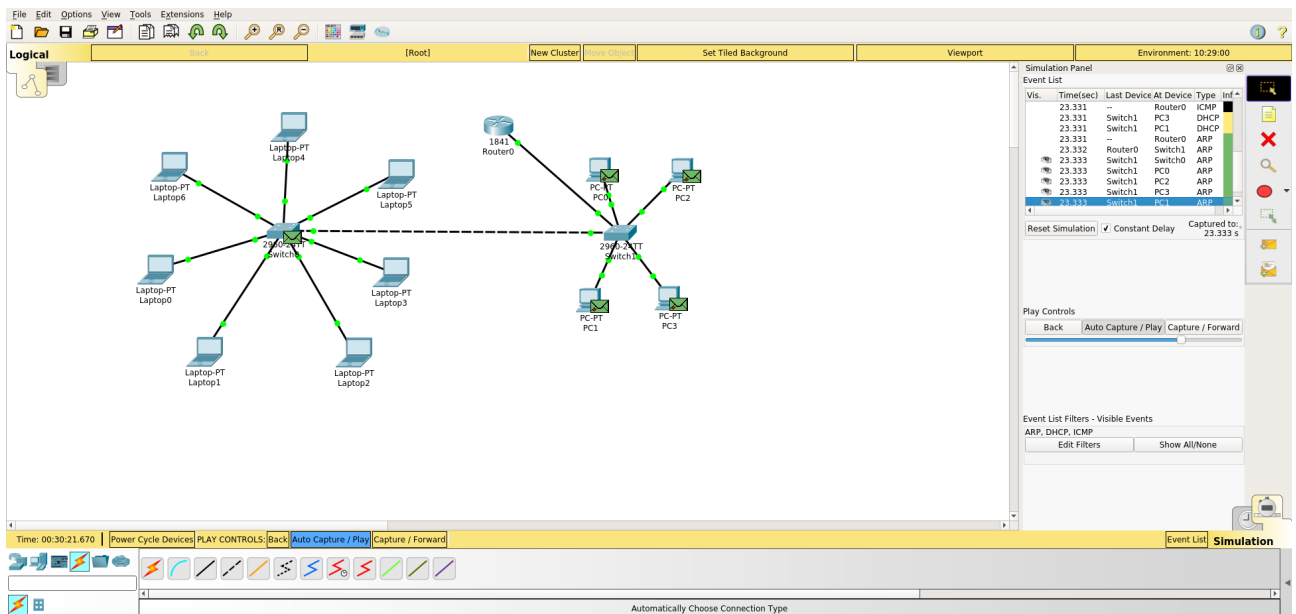 File Edit Options View Tools Extensions Help
Logical
Back
[Root]
New Cluster
Move Object
Set Tiled Background
Viewport
Environment: 10:29:00
Simulation Panel
Event List
Vis. Time(sec) Last Device At Device Type Inf
23.331 -- Router0 ICMP
23.331 Switch1 PC3 DHCP
23.331 Switch1 PC1 DHCP
23.331 -- Router0 ARP
23.332 Router0 Switch1 ARP
23.333 Switch1 Switch0 ARP
23.333 Switch1 PC0 ARP
23.333 Switch1 PC2 ARP
23.333 Switch1 PC3 ARP
23.333 Switch1 PC1 ARP
Reset Simulation Constant Delay Captured to:
23.333 s
Play Controls
Back Auto Capture / Play Capture / Forward
Event List Filters - Visible Events
ARP, DHCP, ICMP
Edit Filters Show All/None
Laptop-PT
Laptop4
Laptop-PT
Laptop6
Laptop-PT
Laptop5
2960-24TT
Switch0
Laptop-PT
Laptop0
Laptop-PT
Laptop3
Laptop-PT
Laptop1
Laptop-PT
Laptop2
1841
Router0
PC-PT
PC0
PC-PT
PC2
2960-24TT
Switch1
PC-PT
PC1
PC-PT
PC3
Time: 00:30:21.670 Power Cycle Devices PLAY CONTROLS: Back Auto Capture / Play Capture / Forward
Event List Simulation
Automatically Choose Connection Type